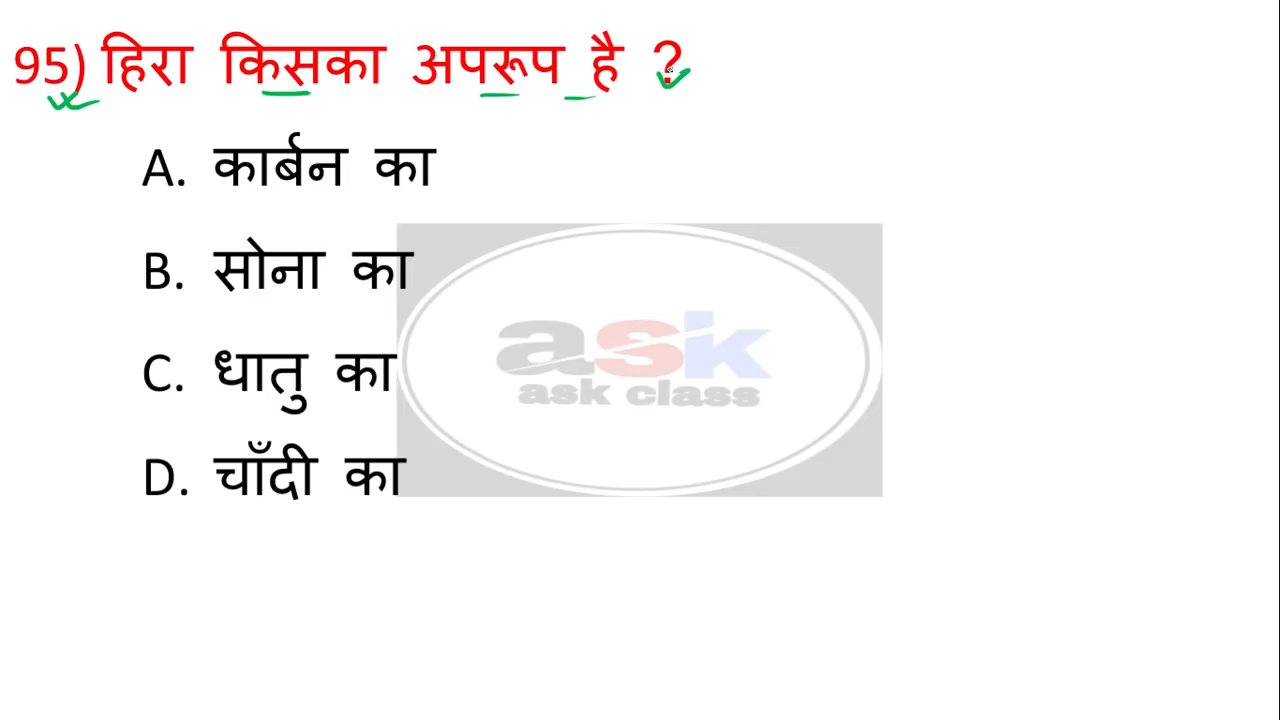 95) हिरा किसका अपरूप है ?
A. कार्बन का
B. सोना का
C. धातु का
D. चाँदी का
ask
ask class